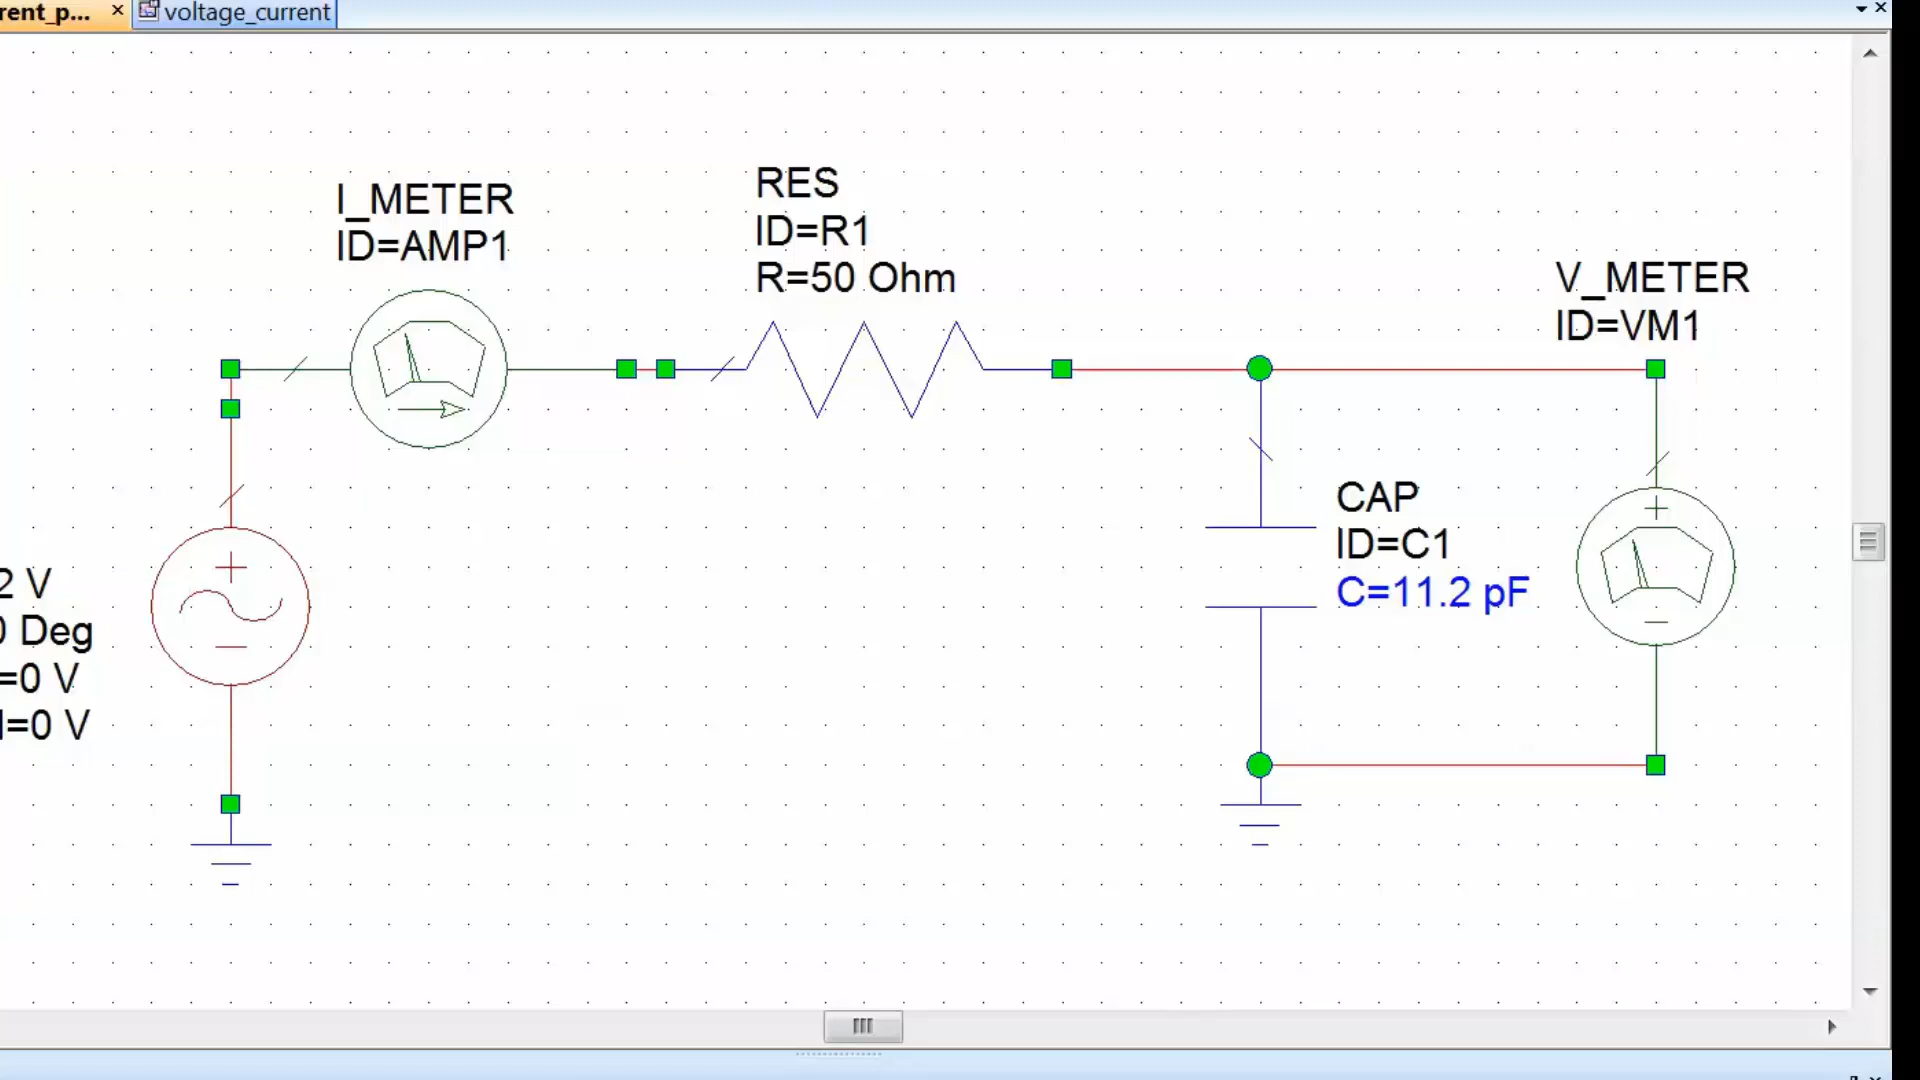 rent_p...
voltage_current
I_METER
ID=AMP1
RES
ID=R1
R=50 Ohm
V_METER
ID=VM1
CAP
ID=C1
C=11.2 pF
2 V
0 Deg
=0 V
=0 V